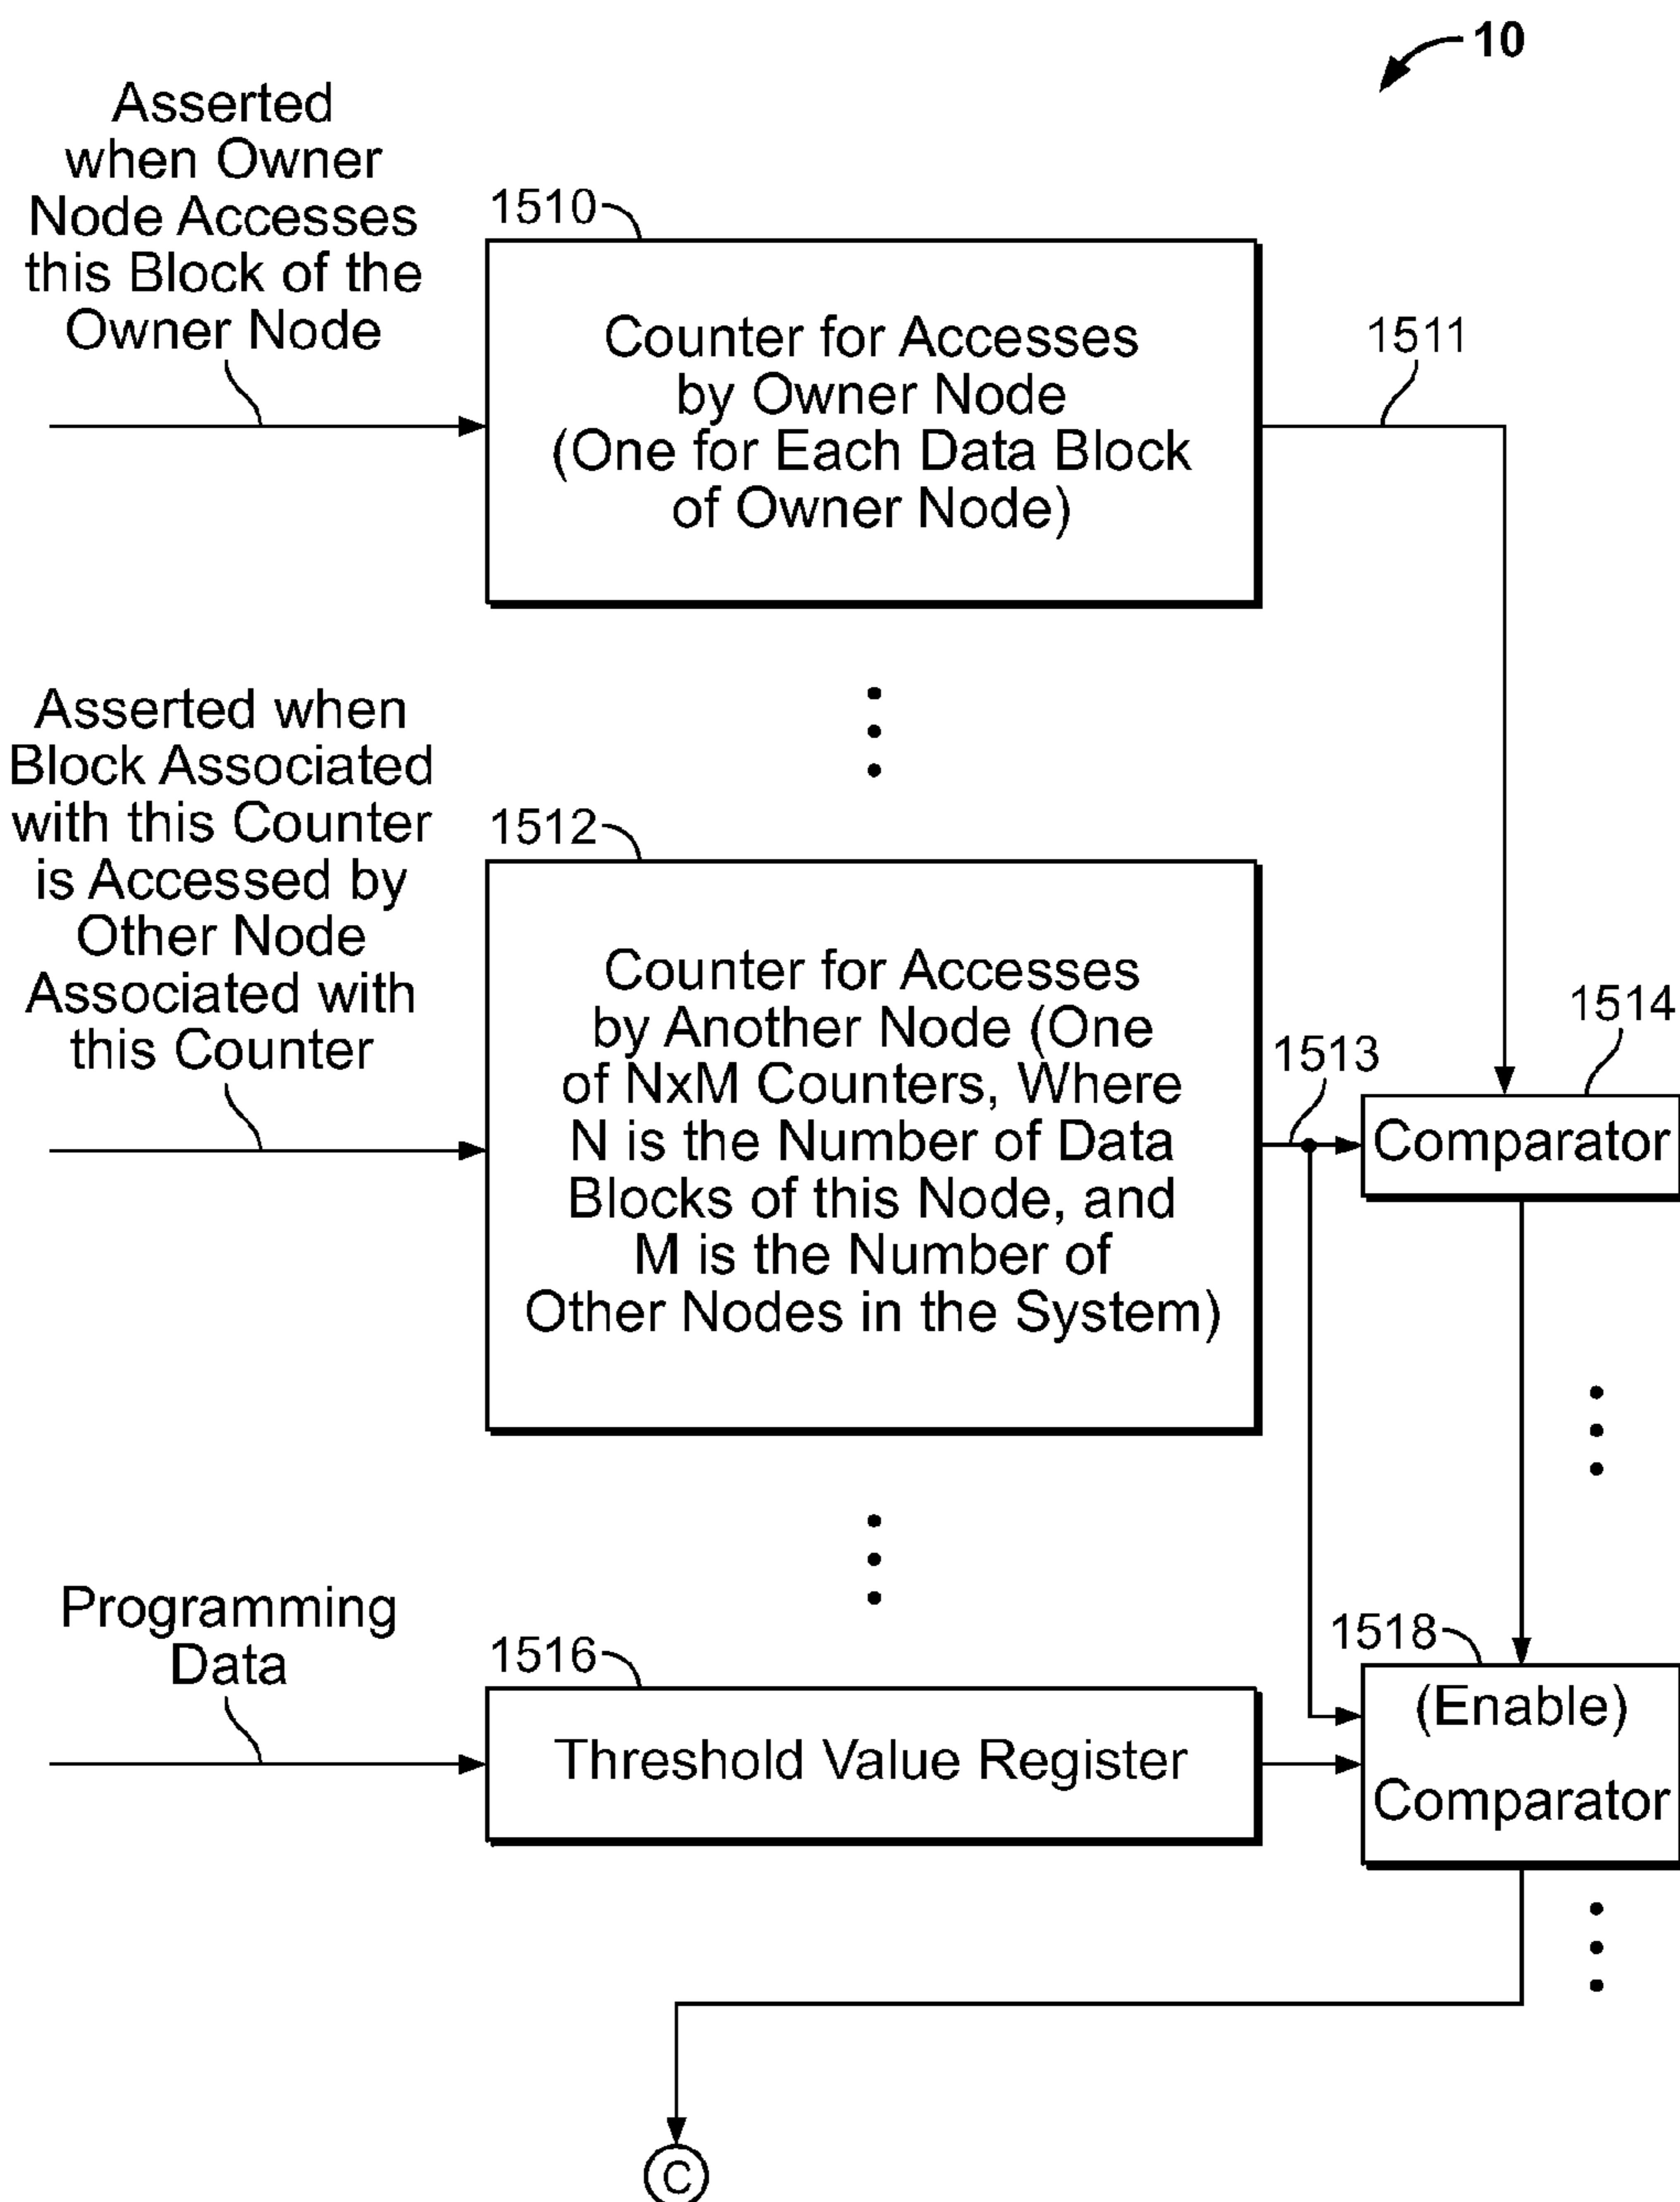 10
Asserted
when Owner
Node Accesses
this Block of the
Owner Node
1510
Counter for Accesses
by Owner Node
(One for Each Data Block
of Owner Node)
1511
Asserted when
Block Associated
with this Counter
is Accessed by
Other Node
Associated with
this Counter
1512
Counter for Accesses
by Another Node (One
of NxM Counters, Where
N is the Number of Data
Blocks of this Node, and
M is the Number of
Other Nodes in the System)
1513
1514
Comparator
Programming
Data
1516
Threshold Value Register
1518
(Enable)
Comparator
C